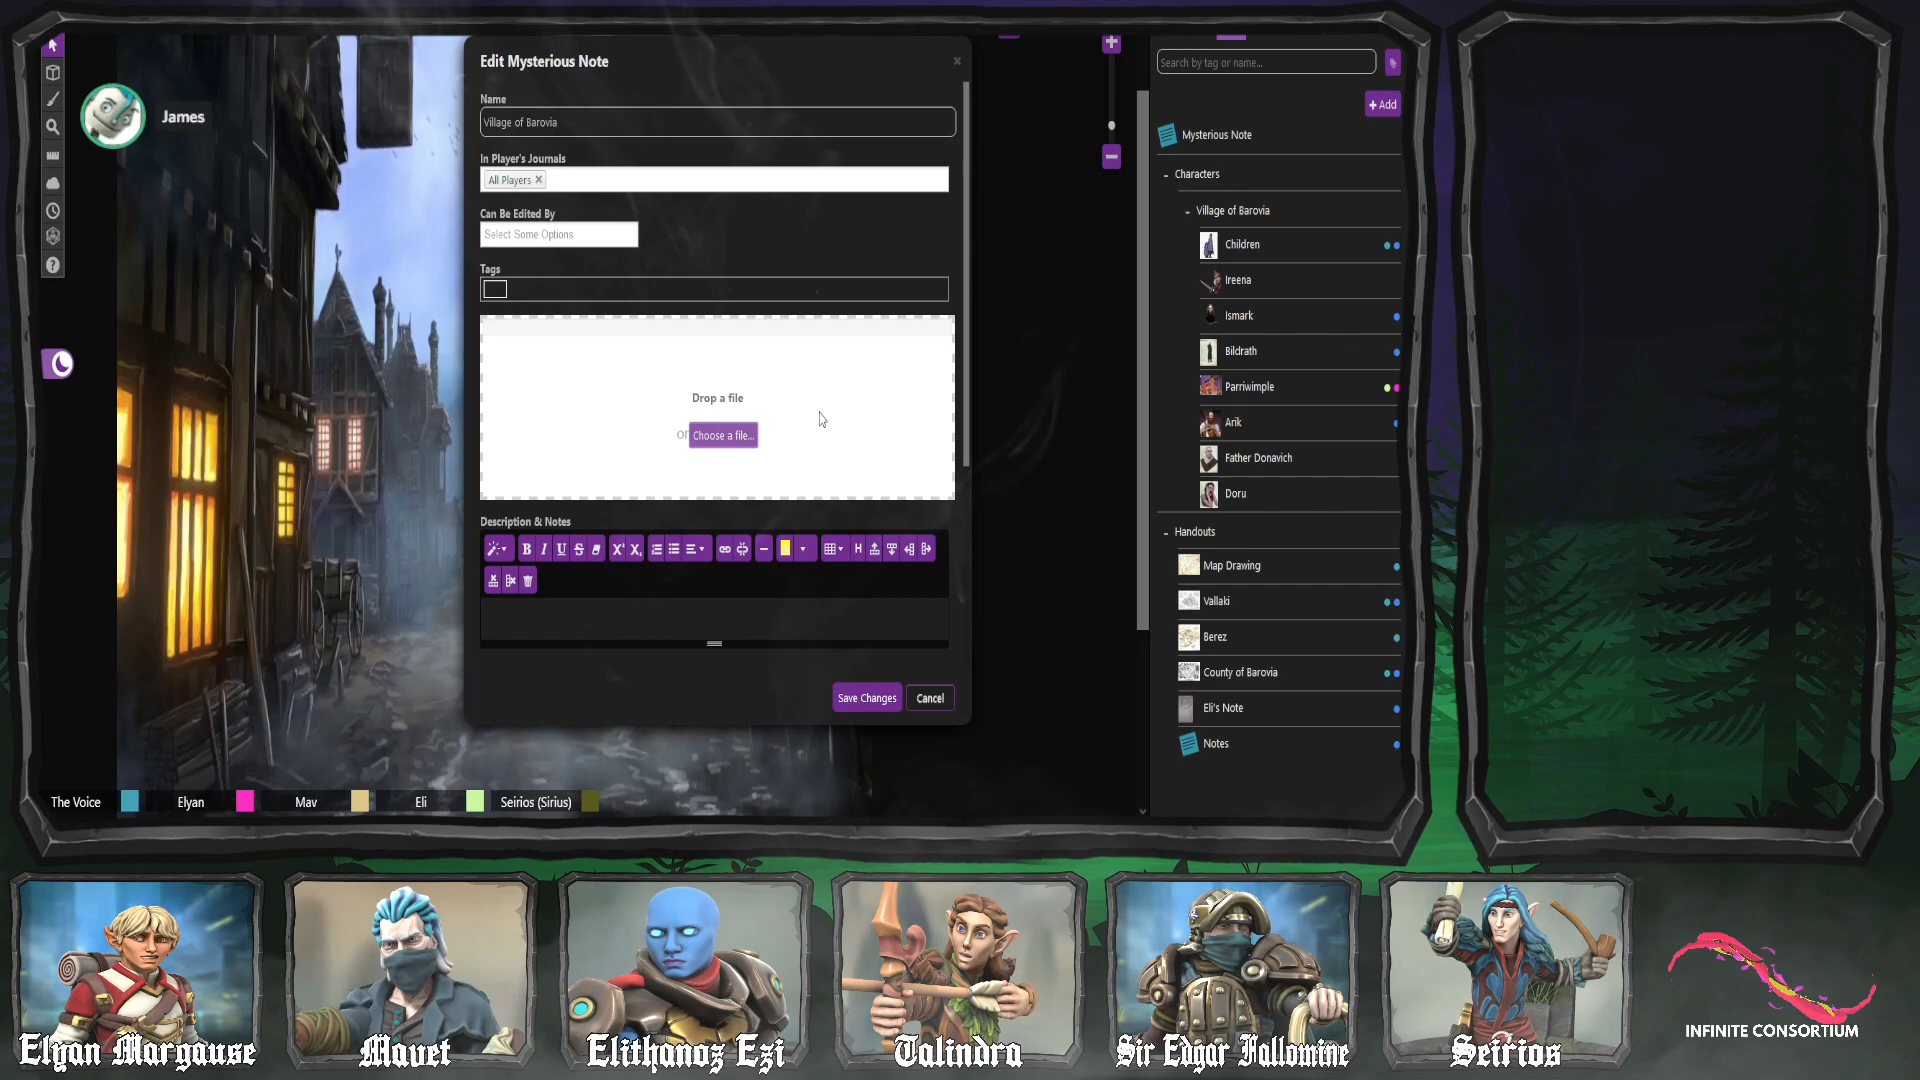 James
Edit Mysterious Note
×
Name
Village of Barovia
In Player's Journals
All Players ×
Can Be Edited By
Select Some Options
Tags
Drop a file
or Choose a file...
Description & Notes
B I U S X X
H
Save Changes Cancel
Search by tag or name...
+ Add
Mysterious Note
Characters
Village of Barovia
Children
Ireena
Ismark
Bildrath
Parriwimple
Arik
Father Donavich
Doru
Handouts
Map Drawing
Vallaki
Berez
County of Barovia
Eli's Note
Notes
The Voice Elyan Mav Eli Seirios (Sirius)
Elyan Margause
Mavet
Elithanoz Ezi
Talindra
Sir Edgar Fallomine
Seirios
INFINITE CONSORTIUM